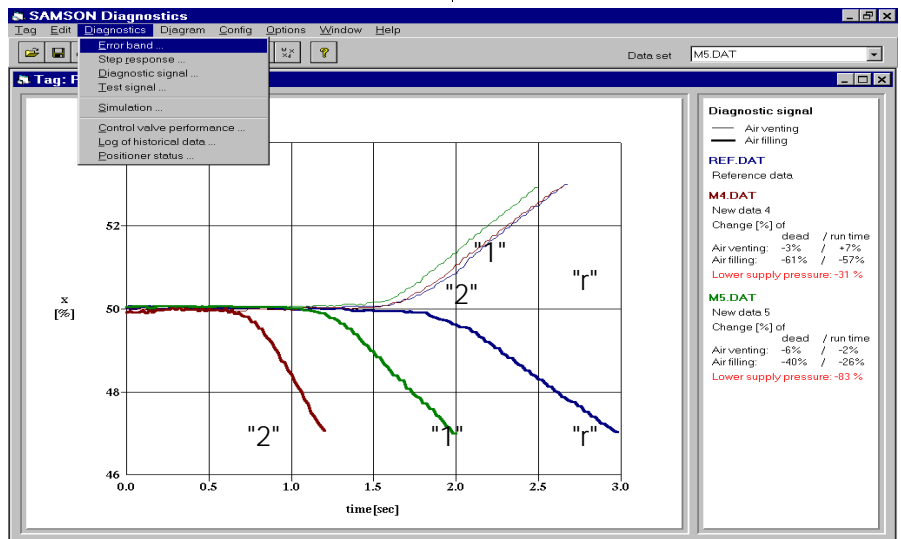 SAMSON Diagnostics
Tag Edit Diagnostics Diagram Config Options Window Help
Error band ...
Step response ...
Diagnostic signal ...
Test signal ...
Simulation ...
Control valve performance ...
Log of historical data ...
Positioner status ...
Data set M5.DAT
Tag:
Diagnostic signal
Air venting
Air filling
REF.DAT
Reference data
M4.DAT
New data 4
Change [%] of
dead / run time
Air venting: -3% / +7%
Air filling: -61% / -57%
Lower supply pressure: -31 %
M5.DAT
New data 5
Change [%] of
dead / run time
Air venting: -6% / -2%
Air filling: -40% / -26%
Lower supply pressure: -83 %
52
50
48
46
x
[%]
"1"
"2"
"r"
"2"
"1"
"r"
0.0 0.5 1.0 1.5 2.0 2.5 3.0
time[sec]